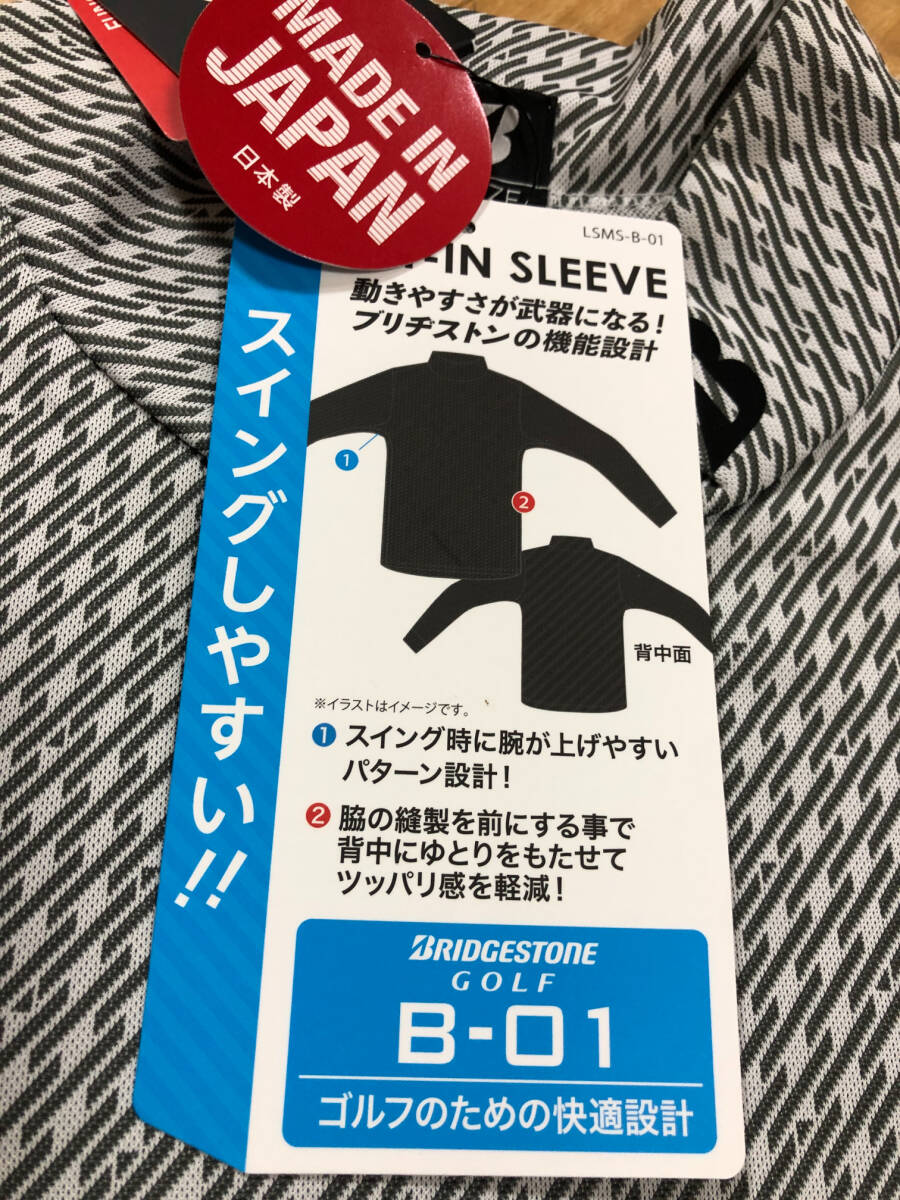 MADE IN
JAPAN
日本製
LSMS-B-01
IN SLEEVE
動きやすさが武器になる!
ブリヂストンの機能設計
スイングしやすい!!
1
2
背中面
※イラストはイメージです。
1 スイング時に腕が上げやすい
パターン設計!
2 脇の縫製を前にする事で
背中にゆとりをもたせて
ツッパリ感を軽減!
BRIDGESTONE
GOLF
B-01
ゴルフのための快適設計